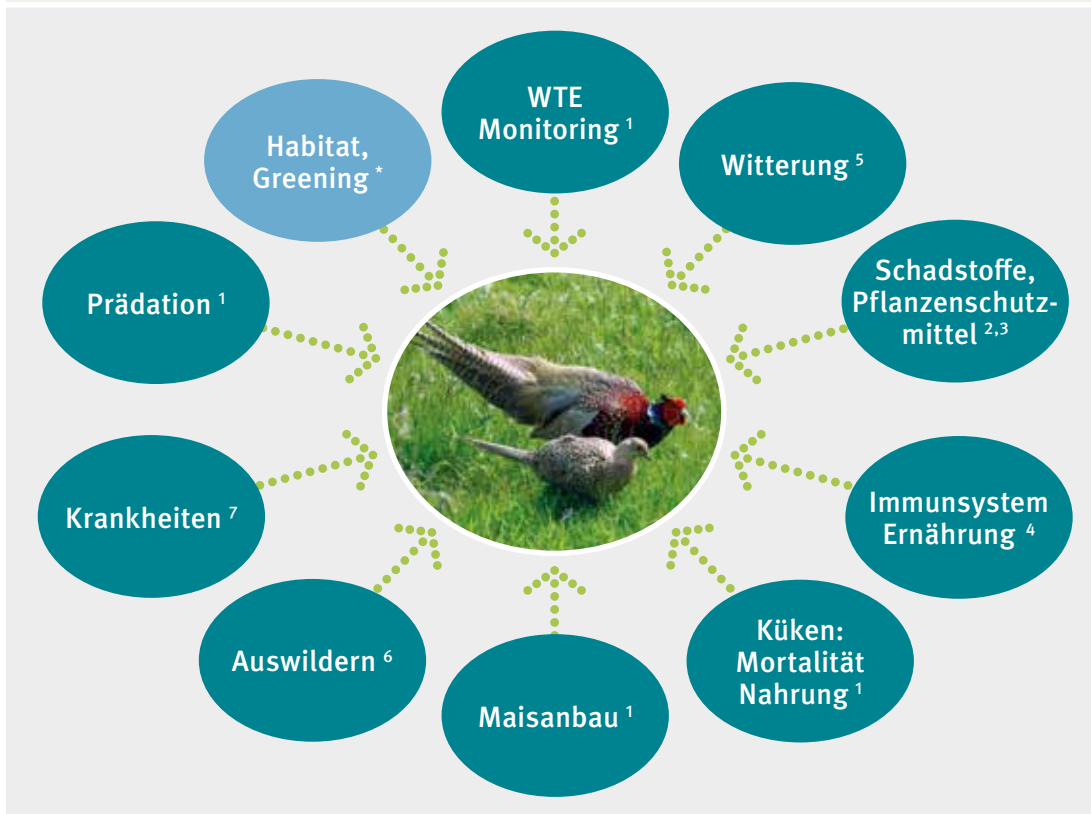 WTE
Monitoring ¹
Habitat,
Greening *
Witterung ⁵
Prädation ¹
Schadstoffe,
Pflanzenschutz-
mittel ²,³
Krankheiten ⁷
Immunsystem
Ernährung ⁴
Auswildern ⁶
Maisanbau ¹
Küken:
Mortalität
Nahrung ¹